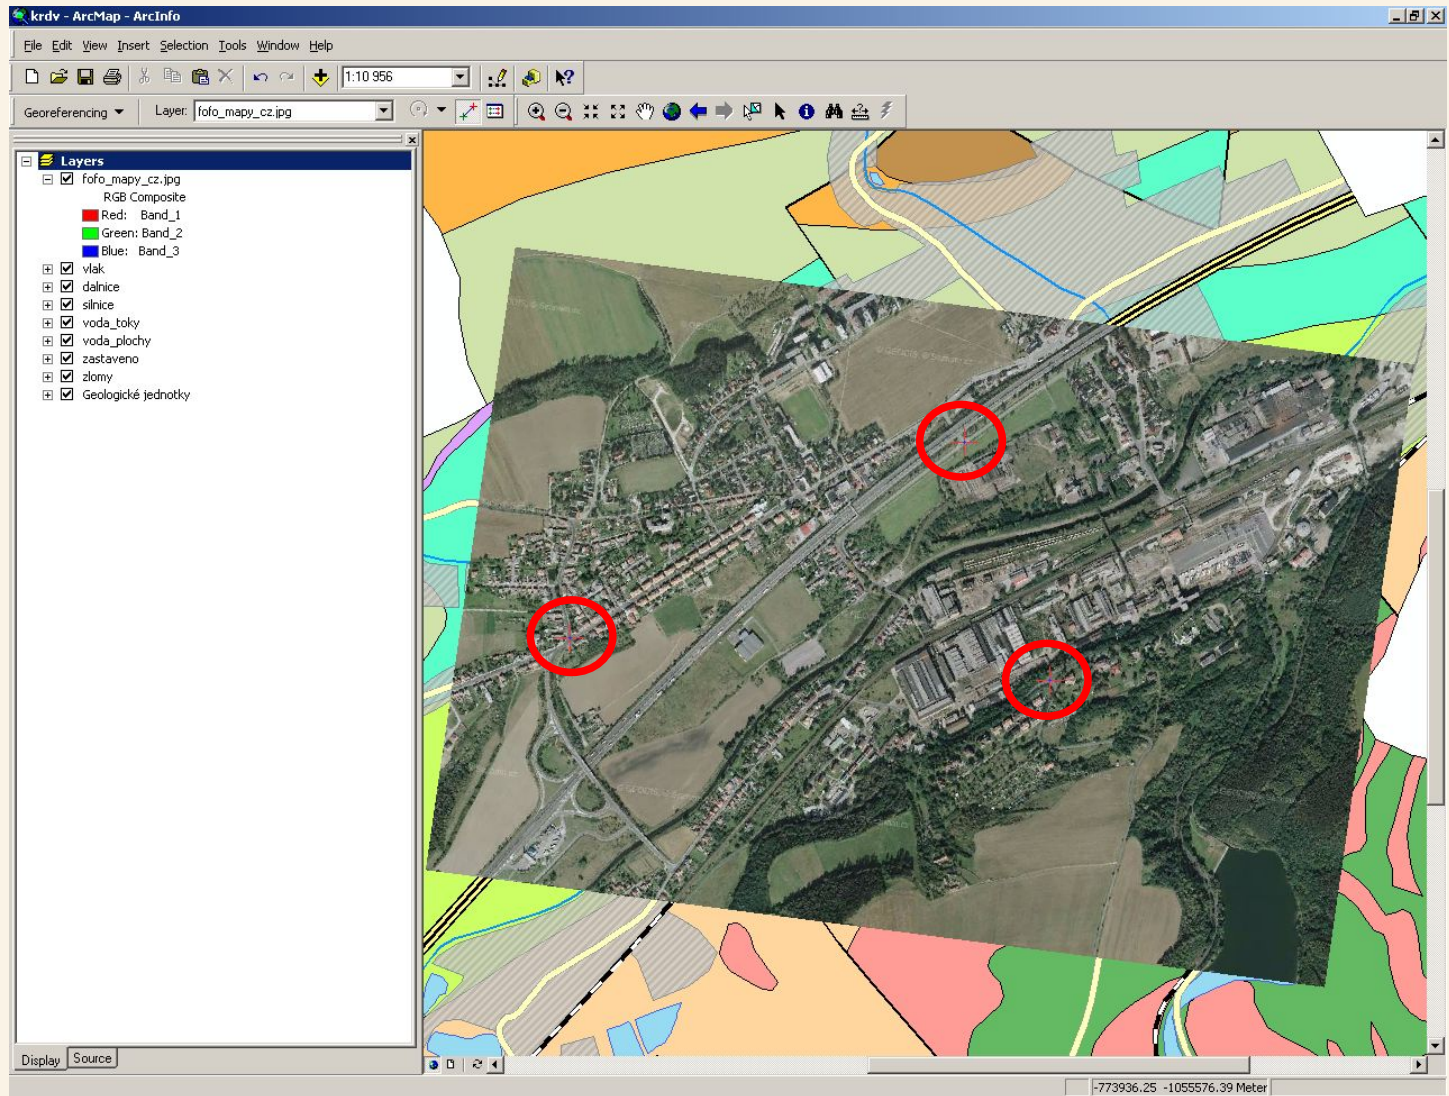 krdv - ArcMap - ArcInfo
File Edit View Insert Selection Tools Window Help
1:10 956
Georeferencing Layer: fofo_mapy_cz.jpg
Layers
fofo_mapy_cz.jpg
RGB Composite
Red: Band_1
Green: Band_2
Blue: Band_3
vlak
dalnice
silnice
voda_toky
voda_plochy
zastaveno
zlomy
Geologické jednotky
Display Source
-773936.25 -1055576.39 Meter